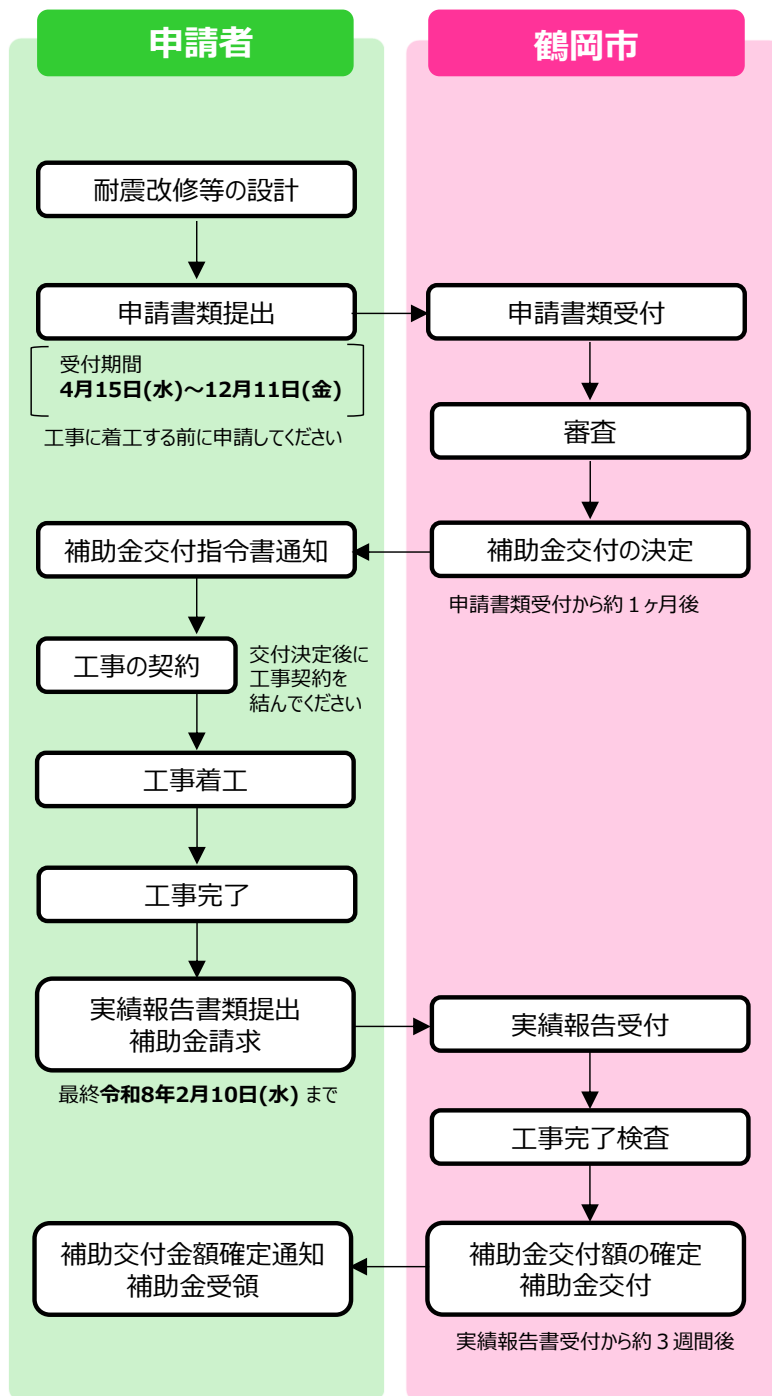 申請者
鶴岡市
耐震改修等の設計
申請書類提出
申請書類受付
受付期間
4月15日(水)～12月11日(金)
工事に着工する前に申請してください
審査
補助金交付指令書通知
補助金交付の決定
申請書類受付から約１ヶ月後
工事の契約
交付決定後に
工事契約を
結んでください
工事着工
工事完了
実績報告書類提出
補助金請求
実績報告受付
最終令和8年2月10日(水) まで
工事完了検査
補助交付金額確定通知
補助金受領
補助金交付額の確定
補助金交付
実績報告書受付から約３週間後